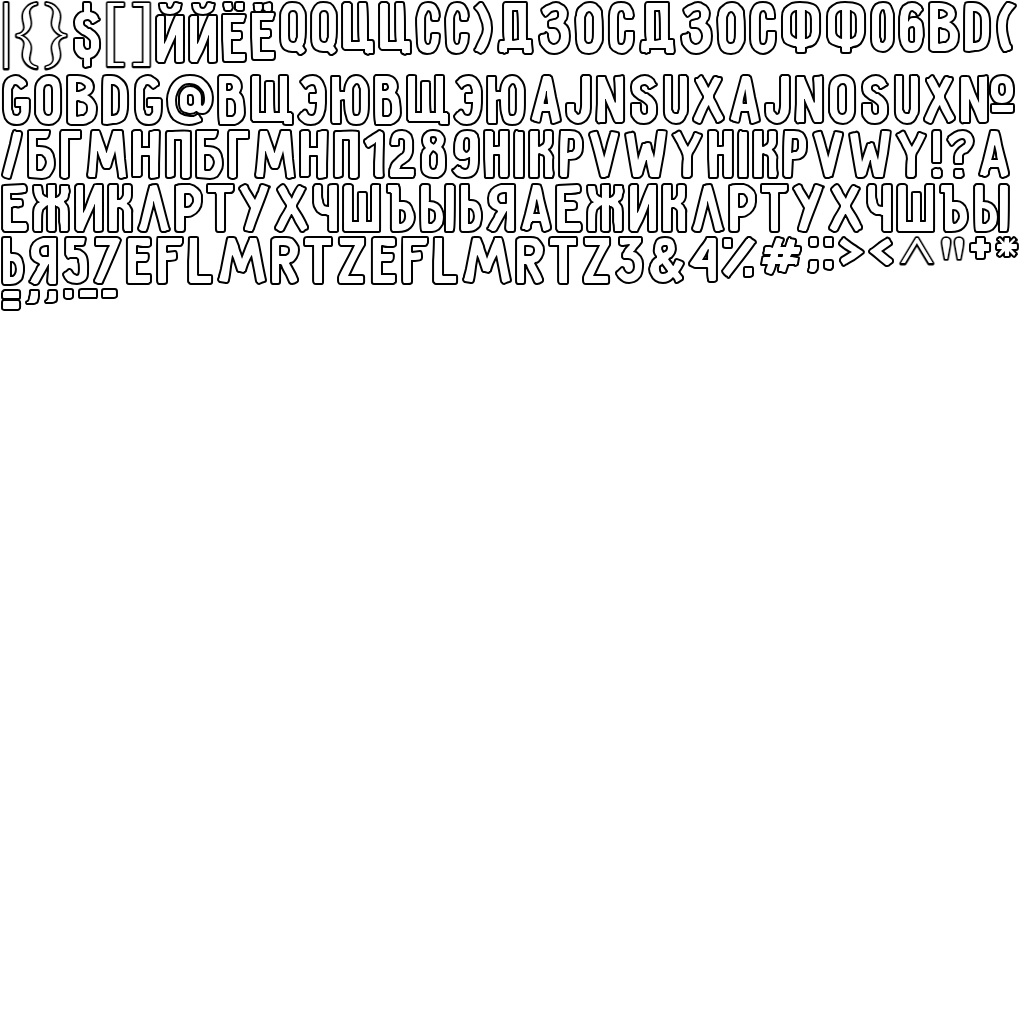 |{}$[]ЙЙЁЁQQЦЦСС)ДЗОСДЗОСФФ06BD(
GOBDG@ВЩЭЮВЩЭЮAJNSUXAJNOSUX№
/БГМНПБГМНП1289HIKPVWYHIKPVWY!?А
ЕЖИКЛРТУХЧШЪЫЬЯАЕЖИКЛРТУХЧШЪЫ
ЬЯ57EFLMRTZEFLMRTZ3&4%#;:><^"+*
=,;.--